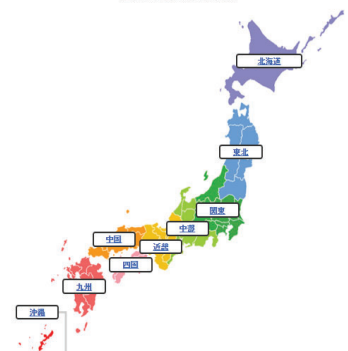 北海道
東北
関東
中部
中国
近畿
四国
九州
沖縄